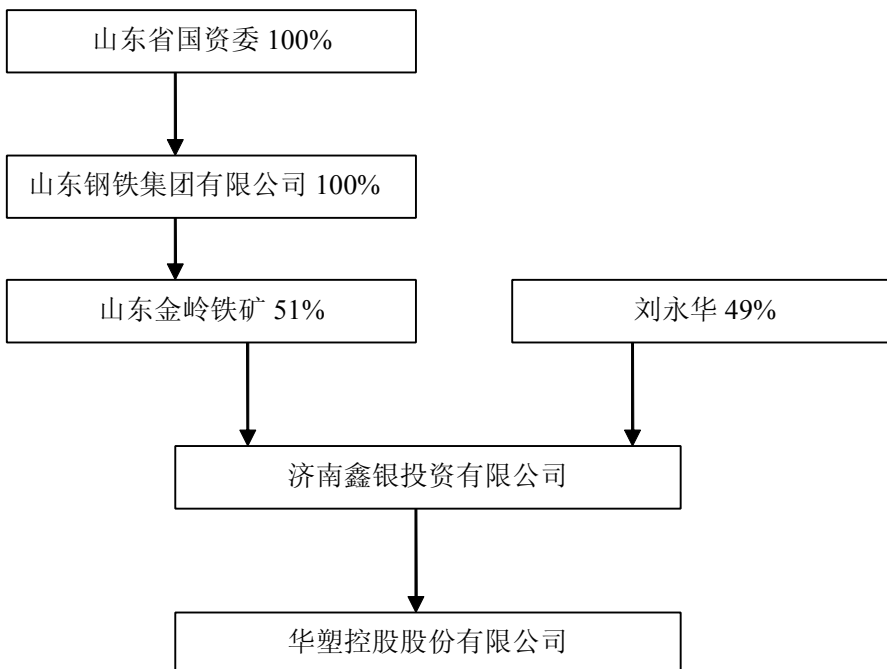 山东省国资委 100%
山东钢铁集团有限公司 100%
山东金岭铁矿 51%
刘永华 49%
济南鑫银投资有限公司
华塑控股股份有限公司